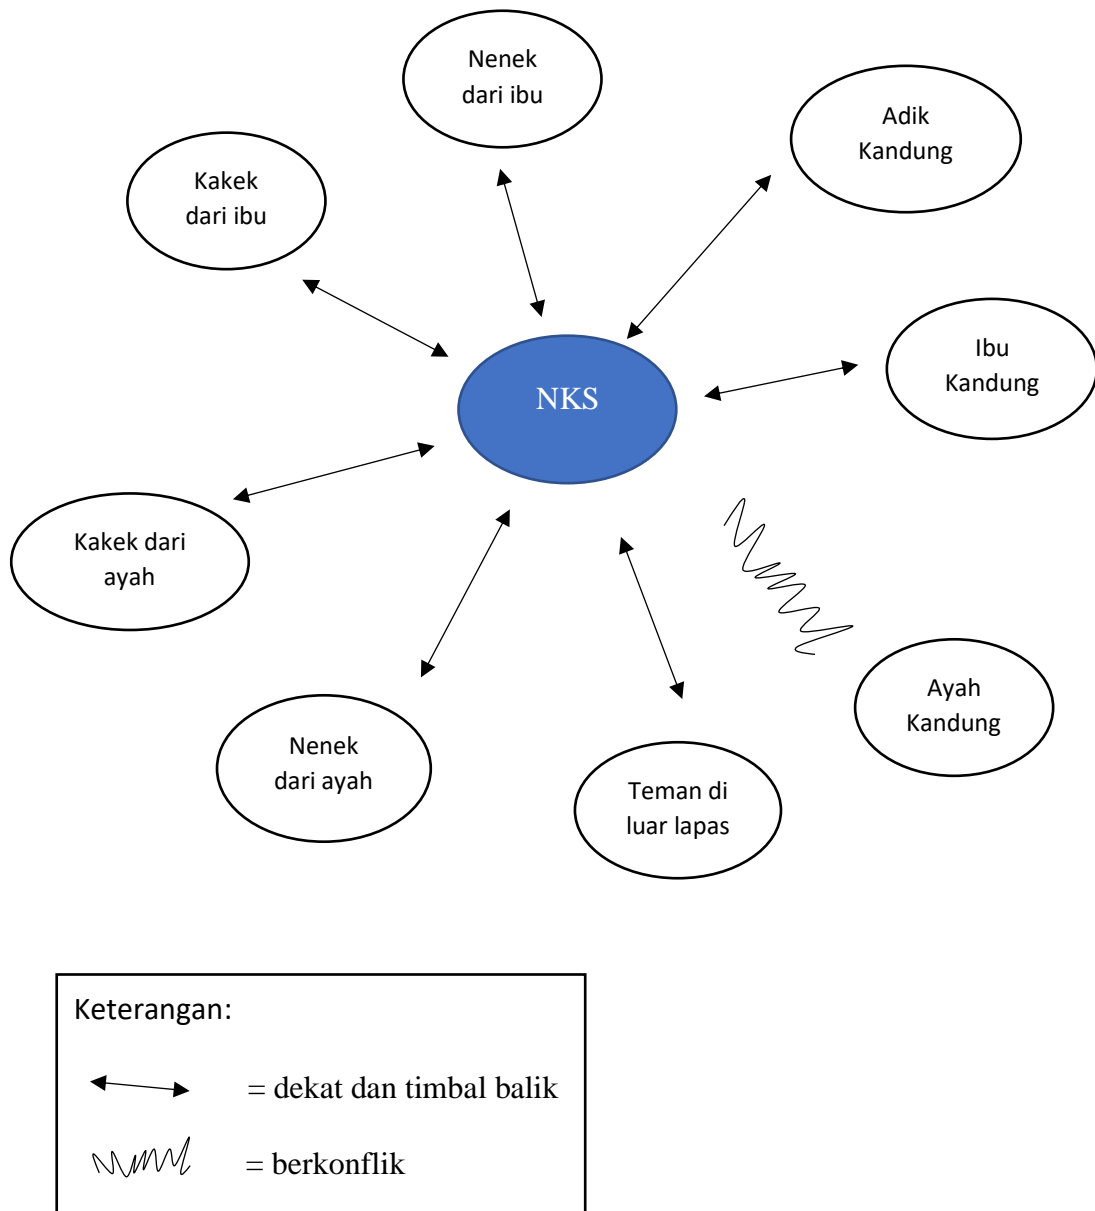 Nenek
dari ibu
Adik
Kandung
Kakek
dari ibu
Ibu
Kandung
NKS
Kakek dari
ayah
Ayah
Kandung
Nenek
dari ayah
Teman di
luar lapas
Keterangan:
= dekat dan timbal balik
= berkonflik